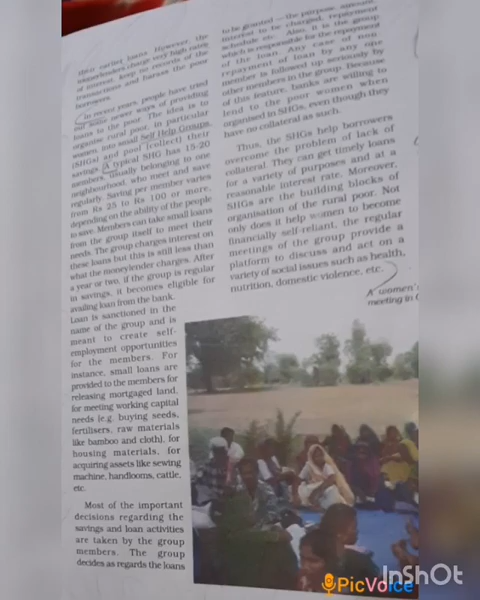 their earlier loans. However, the
moneylenders charge very high rates
of interest, keep no records of the
transactions and harass the poor
borrowers.
In recent years, people have tried
out some newer ways of providing
loans to the poor. The idea is to
organise rural poor, in particular
women, into small Self Help Groups
(SHGs) and pool (collect) their
savings. A typical SHG has 15-20
members, usually belonging to one
neighbourhood, who meet and save
regularly. Saving per member varies
from Rs 25 to Rs 100 or more,
depending on the ability of the people
to save. Members can take small loans
from the group itself to meet their
needs. The group charges interest on
these loans but this is still less than
what the moneylender charges. After
a year or two, if the group is regular
in savings, it becomes eligible for
availing loan from the bank.
Loan is sanctioned in the
name of the group and is
meant to create self-
employment opportunities
for the members. For
instance, small loans are
provided to the members for
releasing mortgaged land,
for meeting working capital
needs (e.g. buying seeds,
fertilisers, raw materials
like bamboo and cloth), for
housing materials, for
acquiring assets like sewing
machine, handlooms, cattle,
etc.
Most of the important
decisions regarding the
savings and loan activities
are taken by the group
members. The group
decides as regards the loans
to be granted — the purpose, amount,
interest to be charged, repayment
schedule etc. Also, it is the group
which is responsible for the repayment
of the loan. Any case of non
repayment of loan by any one
member is followed up seriously by
other members in the group. Because
of this feature, banks are willing to
lend to the poor women when
organised in SHGs, even though they
have no collateral as such.
Thus, the SHGs help borrowers
overcome the problem of lack of
collateral. They can get timely loans
for a variety of purposes and at a
reasonable interest rate. Moreover,
SHGs are the building blocks of
organisation of the rural poor. Not
only does it help women to become
financially self-reliant, the regular
meetings of the group provide a
platform to discuss and act on a
variety of social issues such as health,
nutrition, domestic violence, etc.
A women's
meeting in
PicVoice
InShOt